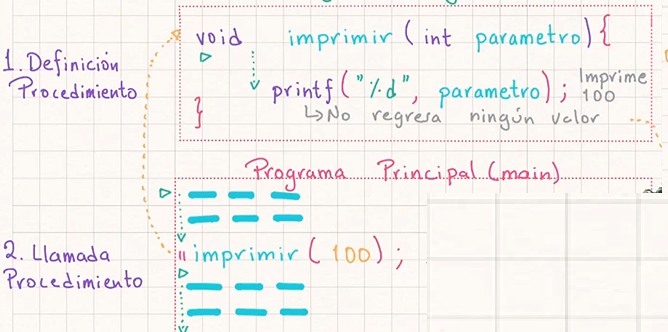 void imprimir ( int parametro ) {
1. Definición
Procedimiento
printf ("%d", parametro) ; Imprime
100
↳No regresa ningún valor
}
Programa Principal (main)
2. Llamada
Procedimiento
imprimir ( 100 ) ;